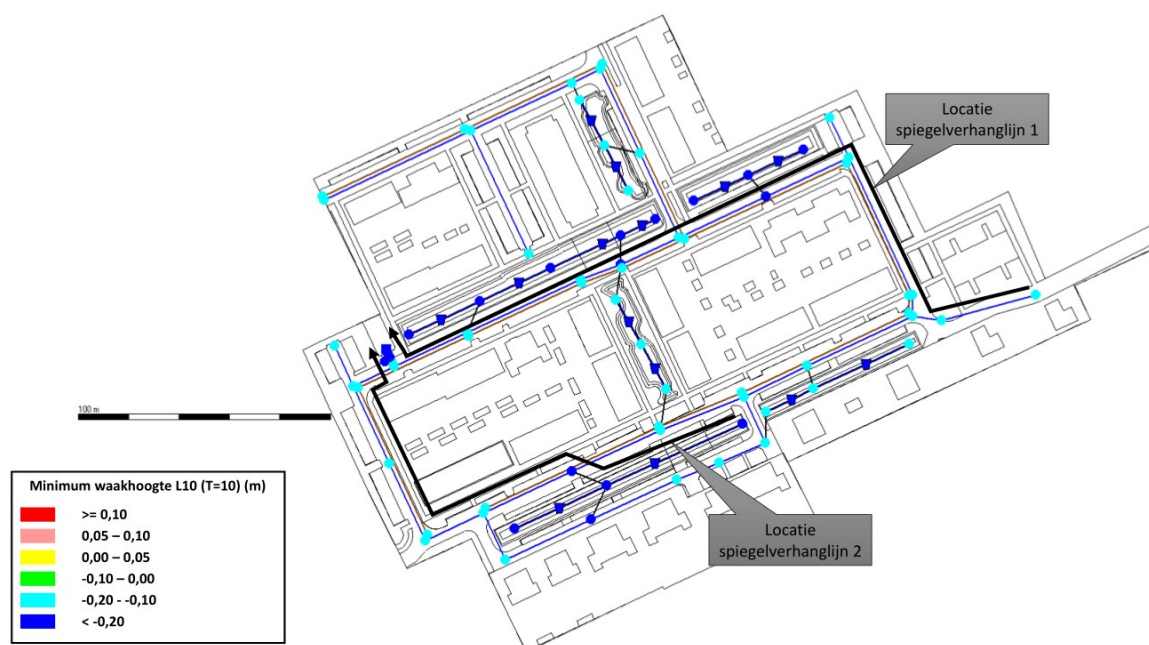 Locatie
spiegelverhanglijn 1
100 m
Minimum waakhoogte L10 (T=10) (m)
>= 0,10
0,05 – 0,10
0,00 – 0,05
-0,10 – 0,00
-0,20 - -0,10
< -0,20
Locatie
spiegelverhanglijn 2